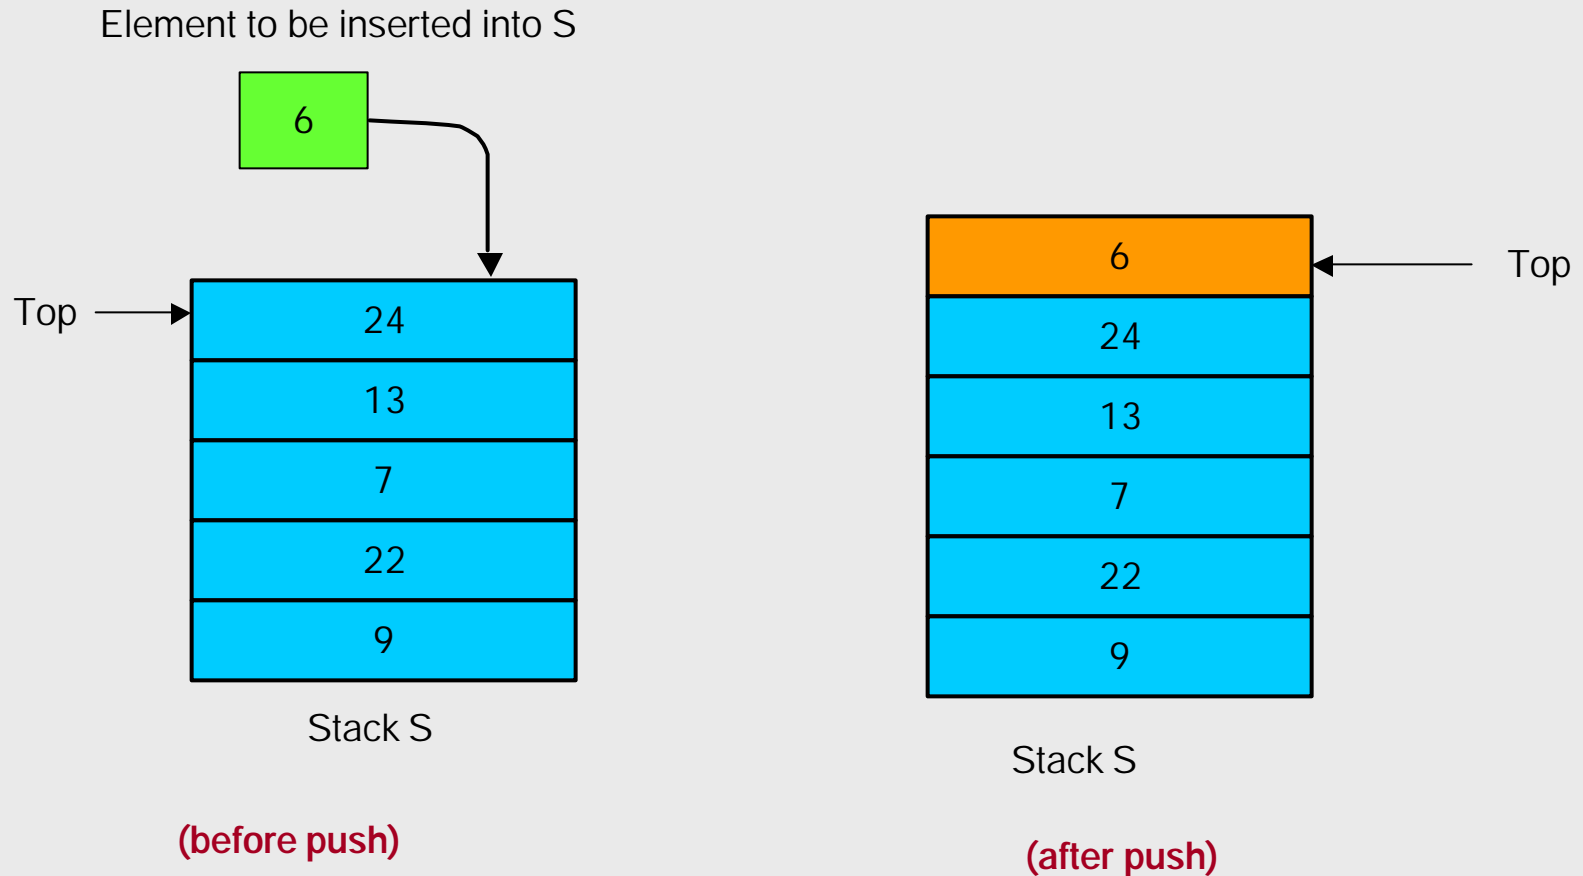 Element to be inserted into S
6
Top
24
13
7
22
9
Stack S
(before push)
6
Top
24
13
7
22
9
Stack S
(after push)